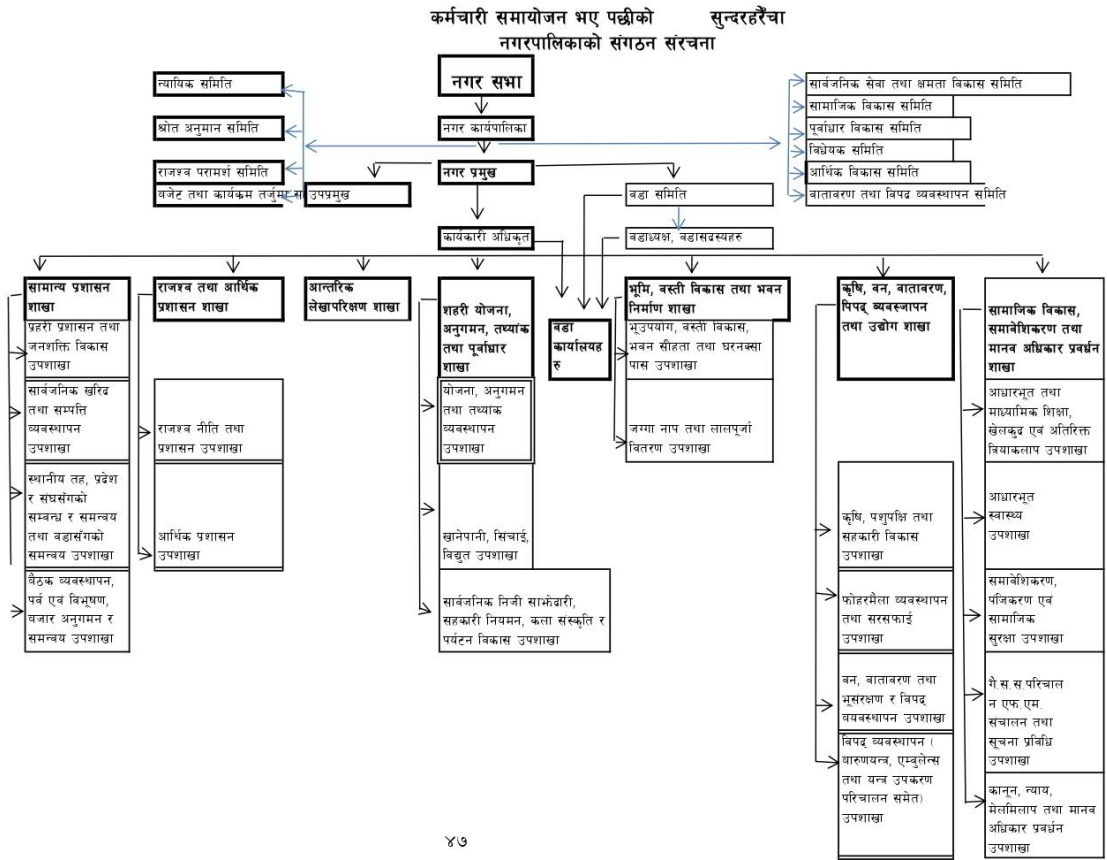 कर्मचारी समायोजन भए पछीको सुन्दरहरैँचा
नगरपालिकाको संगठन संरचना
नगर सभा
न्यायिक समिति
श्रोत अनुमान समिति
राजश्व परामर्श समिति
वजेट तथा कार्यकम तर्जुमा स
उपप्रमुख
नगर कार्यपालिका
नगर प्रमुख
कार्यकारी अधिकृत
वडा समिति
वडाध्यक्ष, वडासदस्यहरु
सार्वजनिक सेवा तथा क्षमता विकास समिति
सामाजिक विकास समिति
पूर्वाधार विकास समिति
विधेयक समिति
आर्थिक विकास समिति
वातावरण तथा विपद व्यवस्थापन समिति
सामान्य प्रशासन
शाखा
प्रहरी प्रशासन तथा
जनशक्ति विकास
उपशाखा
सार्वजनिक खरिद
तथा सम्पत्ति
व्यवस्थापन
उपशाखा
स्थानीय तह, प्रदेश
र संघसँगको
सम्वन्ध र समन्वय
तथा वडासँगको
समन्वय उपशाखा
वैठक व्यवस्थापन,
पर्व एवं विभूषण,
वजार अनुगमन र
समन्वय उपशाखा
राजश्व तथा आर्थिक
प्रशासन शाखा
राजश्व नीति तथा
प्रशासन उपशाखा
आर्थिक प्रशासन
उपशाखा
आन्तरिक
लेखापरिक्षण शाखा
शहरी योजना,
अनुगमन, तथ्यांक
तथा पूर्वाधार
शाखा
योजना, अनुगमन
तथा तथ्यांक
व्यवस्थापन
उपशाखा
खानेपानी, सिंचाई,
विद्युत उपशाखा
सार्वजनिक निजी साझेदारी,
सहकारी नियमन, कला संस्कृति र
पर्यटन विकास उपशाखा
वडा
कार्यालयह
रु
भूमि, वस्ती विकास तथा भवन
निर्माण शाखा
भूउपयोग, वस्ती विकास,
भवन सीहता तथा घरनक्सा
पास उपशाखा
जग्गा नाप तथा लालपूर्जा
वितरण उपशाखा
कृषि, वन, वातावरण,
पिपद् व्यवस्जापन
तथा उद्योग शाखा
कृषि, पशुपक्षि तथा
सहकारी विकास
उपशाखा
फोहरमैला व्यवस्थापन
तथा सरसफाई
उपशाखा
वन, वातावरण तथा
भूसंरक्षण र विपद्
वयवस्थापन उपशाखा
विपद् व्यवस्थापन (
वारुणयन्त्र, एम्वुलेन्स
तथा यन्त्र उपकरण
परिचालन समेत)
उपशाखा
सामाजिक विकास,
समावेशिकरण तथा
मानव अधिकार प्रवर्धन
शाखा
आधारभूत तथा
माध्यामिक शिक्षा,
खेलकुद एवं अतिरिक्त
त्रियाकलाप उपशाखा
आधारभूत
स्वास्थ्य
उपशाखा
समावेशिकरण,
पंजिकरण एवं
सामाजिक
सुरक्षा उपशाखा
गै.स.स.परिचाल
न एफ.एम.
संचालन तथा
सूचना प्रविधि
उपशाखा
कानून, न्याय,
मेलमिलाप तथा मानव
अधिकार प्रवर्धन
उपशाखा
४७